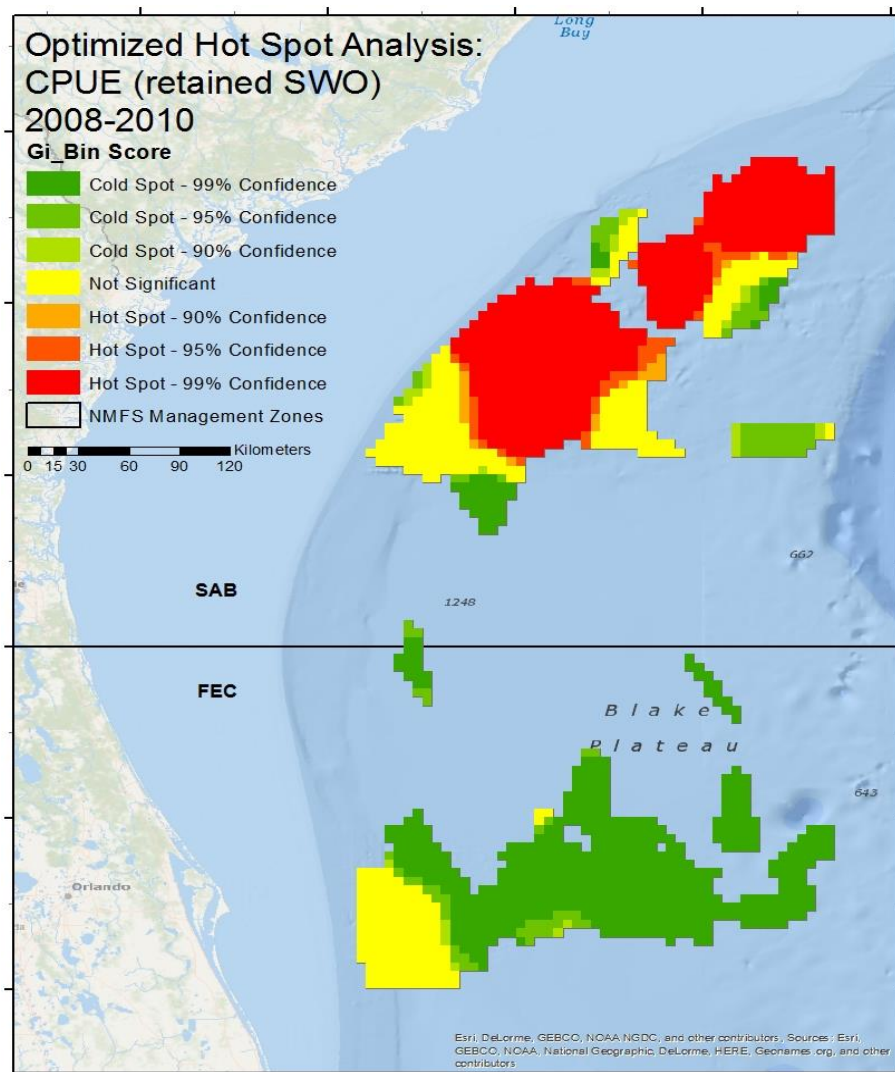 Long
Bay
Optimized Hot Spot Analysis:
CPUE (retained SWO)
2008-2010
Gi_Bin Score
Cold Spot - 99% Confidence
Cold Spot - 95% Confidence
Cold Spot - 90% Confidence
Not Significant
Hot Spot - 90% Confidence
Hot Spot - 95% Confidence
Hot Spot - 99% Confidence
NMFS Management Zones
Kilometers
0 15 30 60 90 120
662
SAB
1248
FEC
Blake
Plateau
643
Orlando
Esri, DeLorme, GEBCO, NOAA NGDC, and other contributors, Sources: Esri,
GEBCO, NOAA, National Geographic, DeLorme, HERE, Geonames.org, and other
contributors